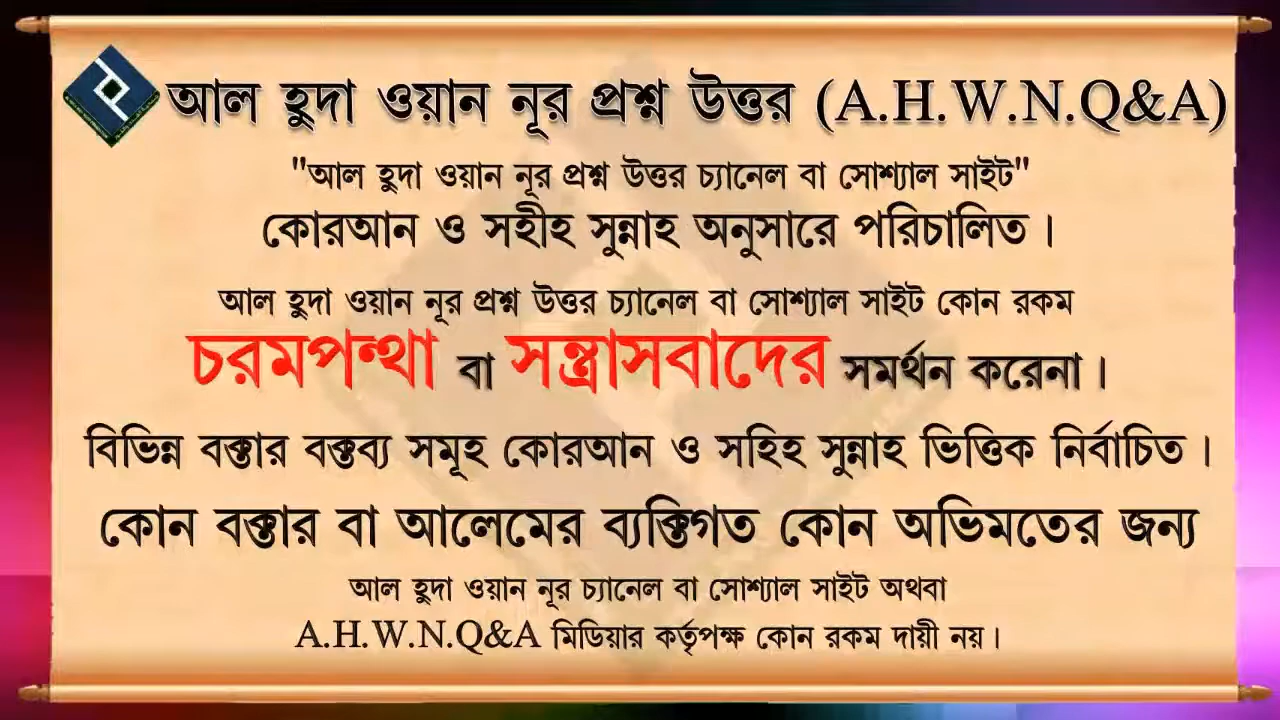 আল হুদা ওয়ান নূর প্রশ্ন উত্তর (A.H.W.N.Q&A)
"আল হুদা ওয়ান নূর প্রশ্ন উত্তর চ্যানেল বা সোশ্যাল সাইট"
কোরআন ও সহীহ সুন্নাহ অনুসারে পরিচালিত ।
আল হুদা ওয়ান নূর প্রশ্ন উত্তর চ্যানেল বা সোশ্যাল সাইট কোন রকম
চরমপন্থা বা সন্ত্রাসবাদের সমর্থন করেনা ।
বিভিন্ন বক্তার বক্তব্য সমূহ কোরআন ও সহিহ সুন্নাহ ভিত্তিক নির্বাচিত ।
কোন বক্তার বা আলেমের ব্যক্তিগত কোন অভিমতের জন্য
আল হুদা ওয়ান নূর চ্যানেল বা সোশ্যাল সাইট অথবা
A.H.W.N.Q&A মিডিয়ার কর্তৃপক্ষ কোন রকম দায়ী নয় ।